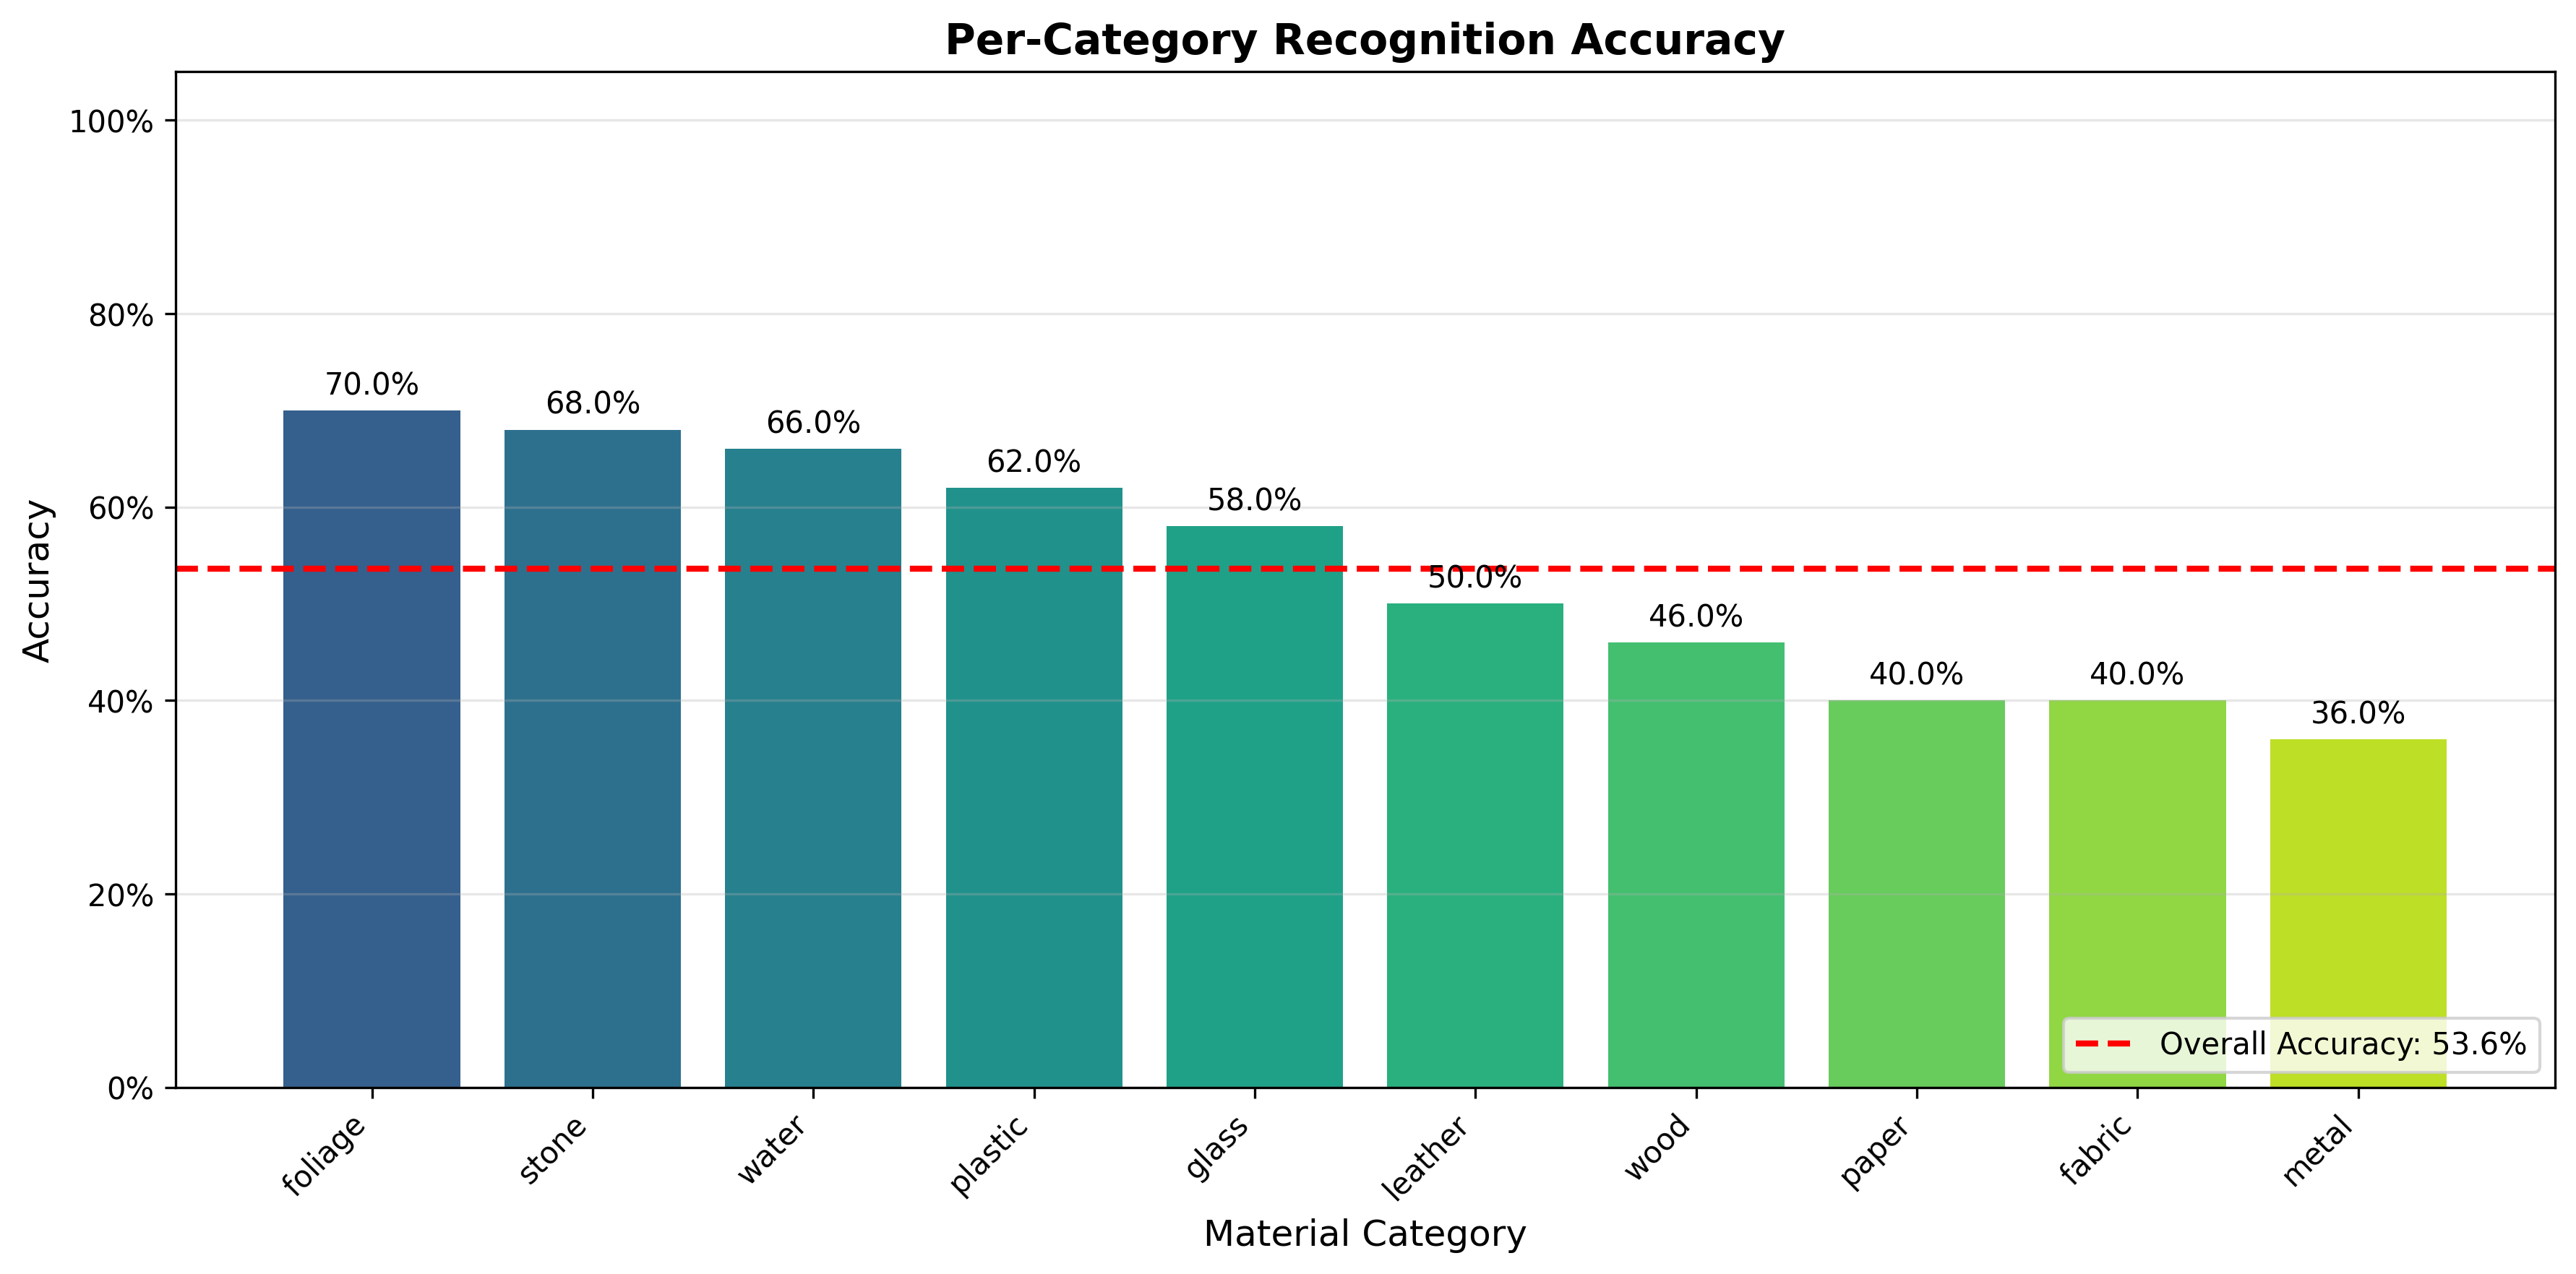 Per-Category Recognition Accuracy
Accuracy
100%
80%
60%
40%
20%
0%
70.0%
68.0%
66.0%
62.0%
58.0%
50.0%
46.0%
40.0%
40.0%
36.0%
Overall Accuracy: 53.6%
foliage
stone
water
plastic
glass
leather
wood
paper
fabric
metal
Material Category